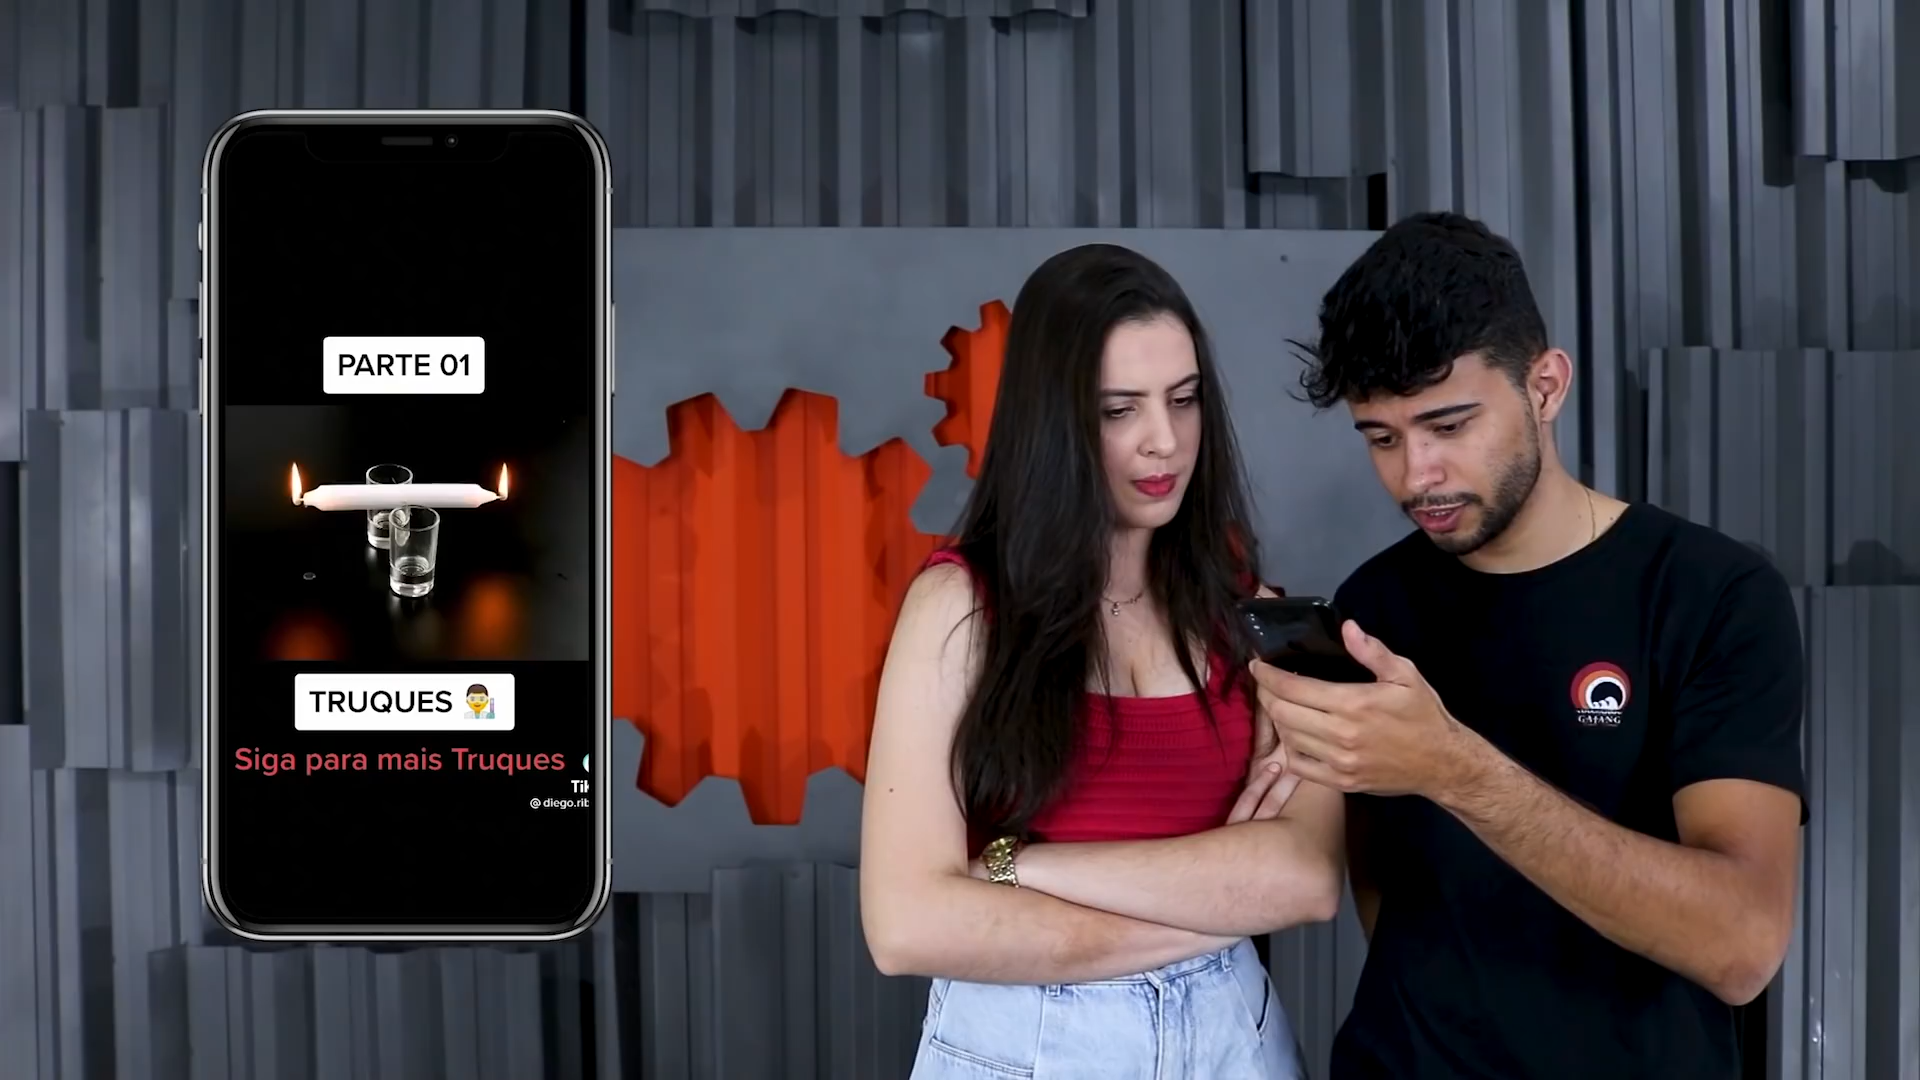 PARTE 01
TRUQUES
Siga para mais Truques
@diego.rib
GAJANG